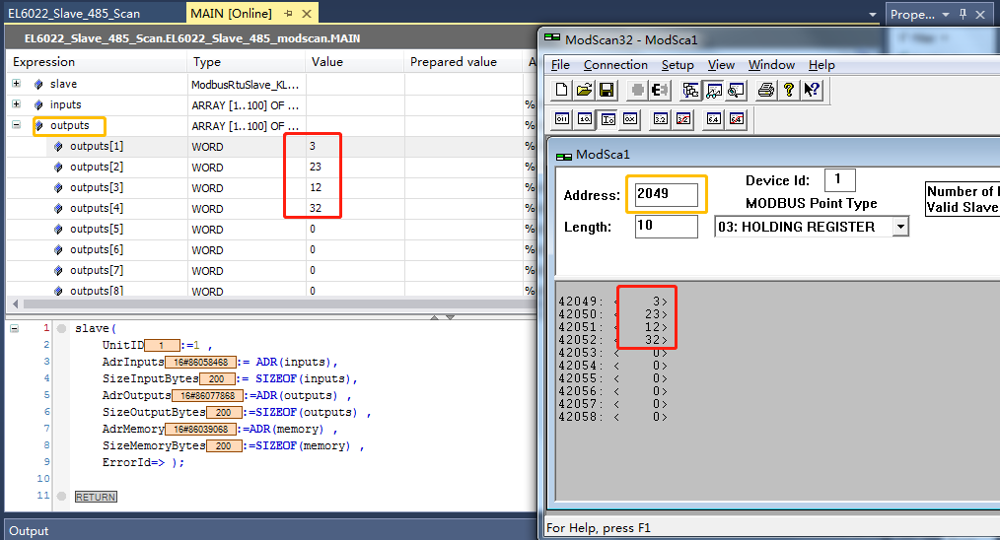 EL6022_Slave_485_Scan
MAIN [Online]
Prope...
EL6022_Slave_485_Scan.EL6022_Slave_485_modscan.MAIN
Expression Type Value Prepared value A
slave ModbusRtuSlave_KL...
inputs ARRAY [1..100] OF ... %
outputs ARRAY [1..100] OF ... %
outputs[1] WORD 3 %
outputs[2] WORD 23 %
outputs[3] WORD 12 %
outputs[4] WORD 32 %
outputs[5] WORD 0 %
outputs[6] WORD 0 %
outputs[7] WORD 0 %
outputs[8] WORD 0 %
1 slave(
2 UnitID 1 :=1 ,
3 AdrInputs 16#86058468 := ADR(inputs),
4 SizeInputBytes 200 := SIZEOF(inputs),
5 AdrOutputs 16#86077868 :=ADR(outputs) ,
6 SizeOutputBytes 200 :=SIZEOF(outputs) ,
7 AdrMemory 16#86039068 :=ADR(memory) ,
8 SizeMemoryBytes 200 :=SIZEOF(memory) ,
9 ErrorId=> );
10
11 RETURN
Output
ModScan32 - ModSca1
File Connection Setup View Window Help
ModSca1
Address: 2049
Device Id: 1
MODBUS Point Type
Length: 10
03: HOLDING REGISTER
Number of
Valid Slave
42049: < 3>
42050: < 23>
42051: < 12>
42052: < 32>
42053: < 0>
42054: < 0>
42055: < 0>
42056: < 0>
42057: < 0>
42058: < 0>
For Help, press F1